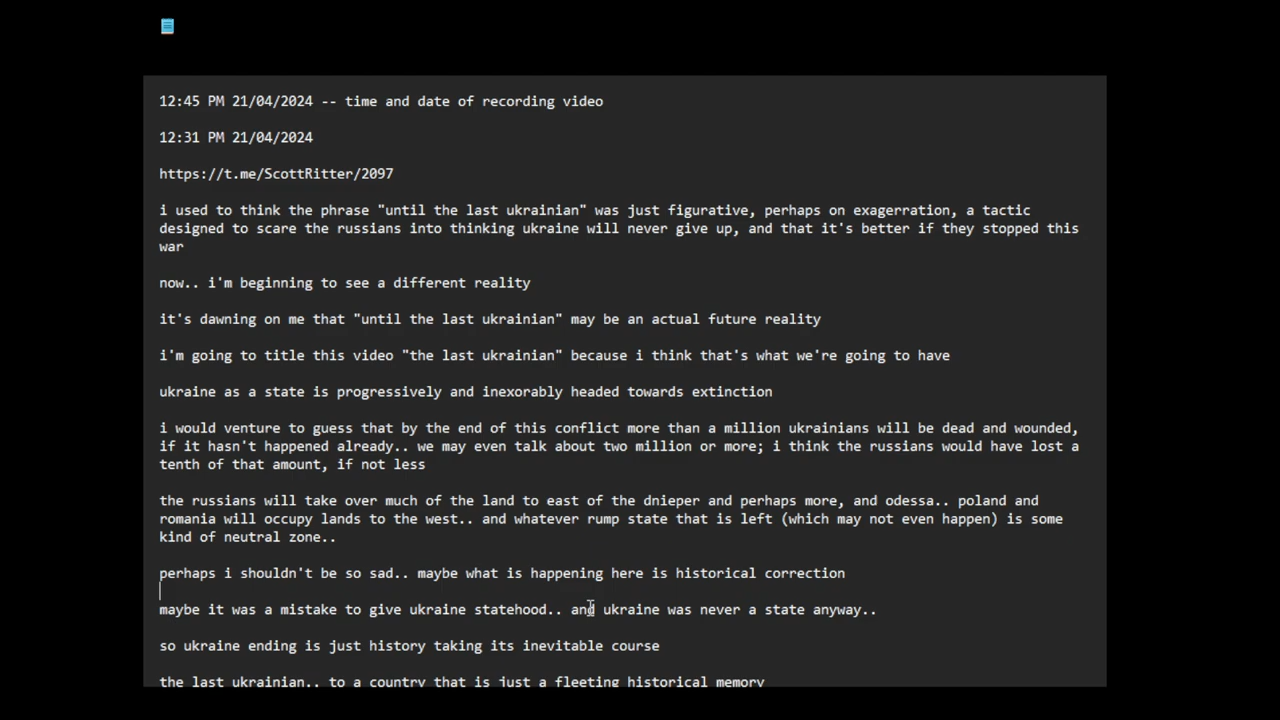 12:45 PM 21/04/2024 -- time and date of recording video
12:31 PM 21/04/2024
https://t.me/ScottRitter/2097
i used to think the phrase "until the last ukrainian" was just figurative, perhaps on exagerration, a tactic
designed to scare the russians into thinking ukraine will never give up, and that it's better if they stopped this
war
now.. i'm beginning to see a different reality
it's dawning on me that "until the last ukrainian" may be an actual future reality
i'm going to title this video "the last ukrainian" because i think that's what we're going to have
ukraine as a state is progressively and inexorably headed towards extinction
i would venture to guess that by the end of this conflict more than a million ukrainians will be dead and wounded,
if it hasn't happened already.. we may even talk about two million or more; i think the russians would have lost a
tenth of that amount, if not less
the russians will take over much of the land to east of the dnieper and perhaps more, and odessa.. poland and
romania will occupy lands to the west.. and whatever rump state that is left (which may not even happen) is some
kind of neutral zone..
perhaps i shouldn't be so sad.. maybe what is happening here is historical correction
maybe it was a mistake to give ukraine statehood.. and ukraine was never a state anyway..
so ukraine ending is just history taking its inevitable course
the last ukrainian.. to a country that is just a fleeting historical memory